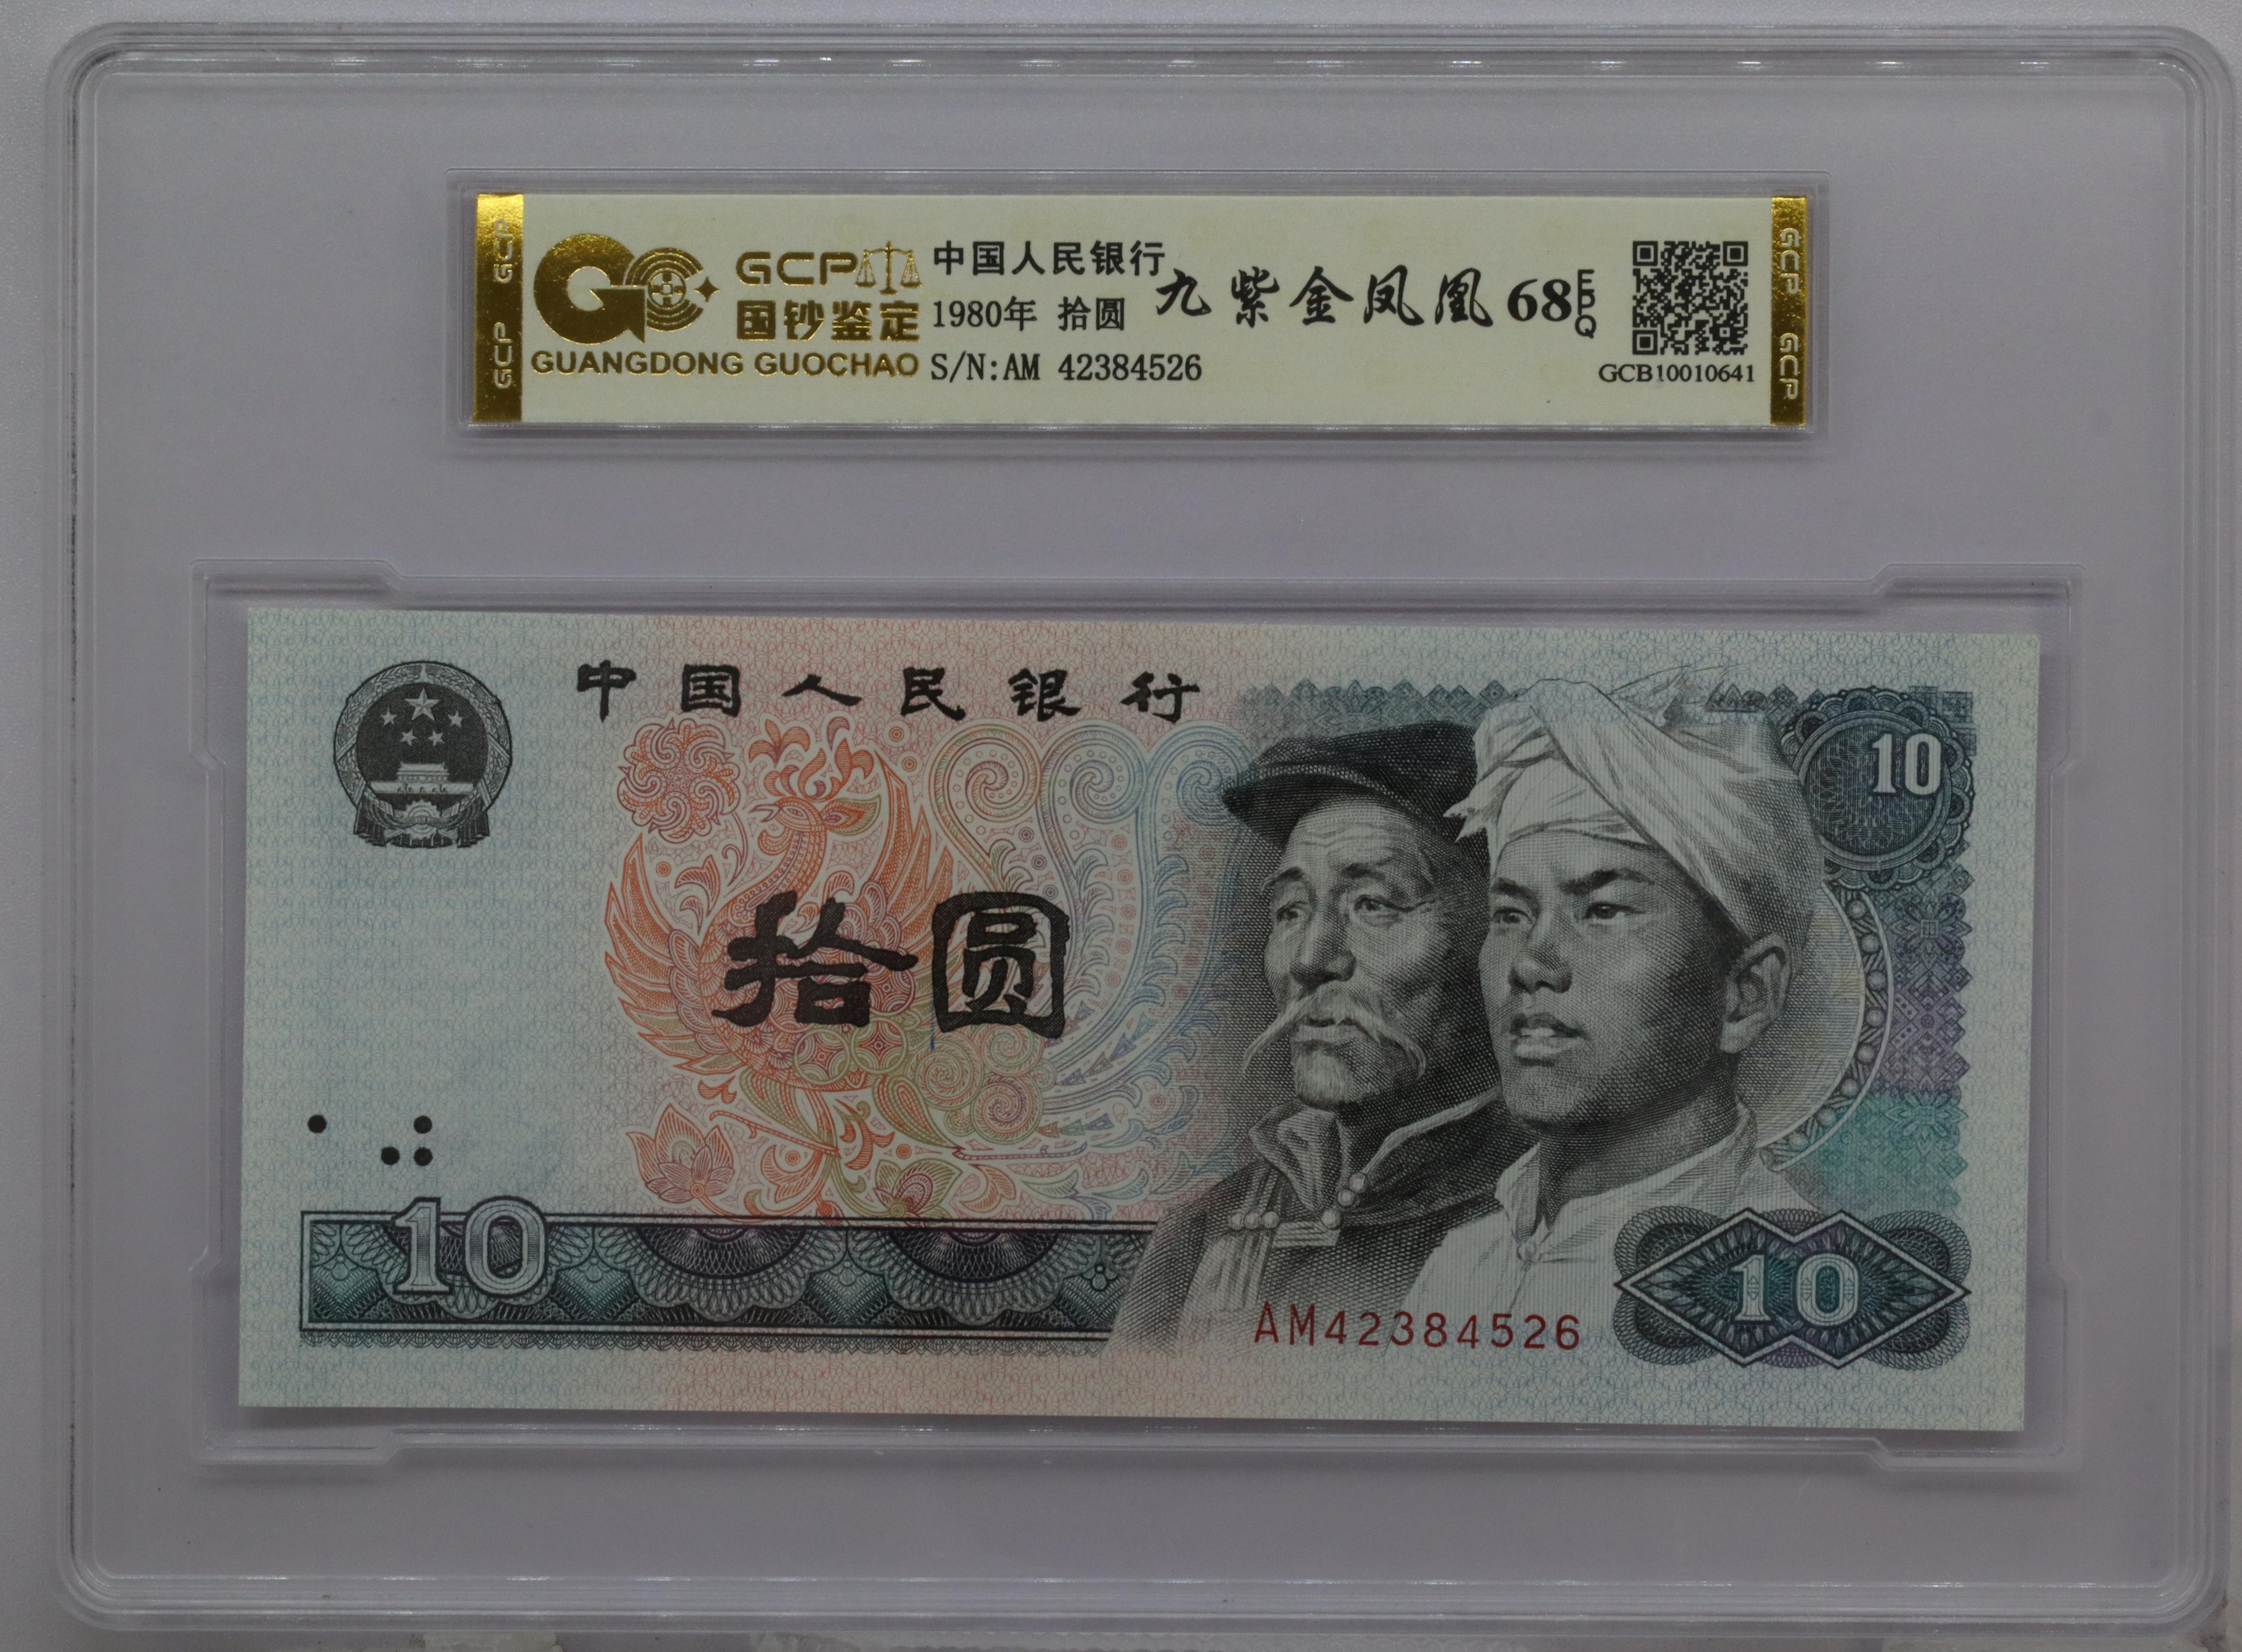 GCP GCP
GCP
国钞鉴定
GUANGDONG GUOCHAO
中国人民银行
1980年 拾圆
S/N:AM 42384526
九紫金凤凰 68 EPQ
GCB10010641
GCP GCP
中国人民银行
10
拾圆
10
AM42384526
10